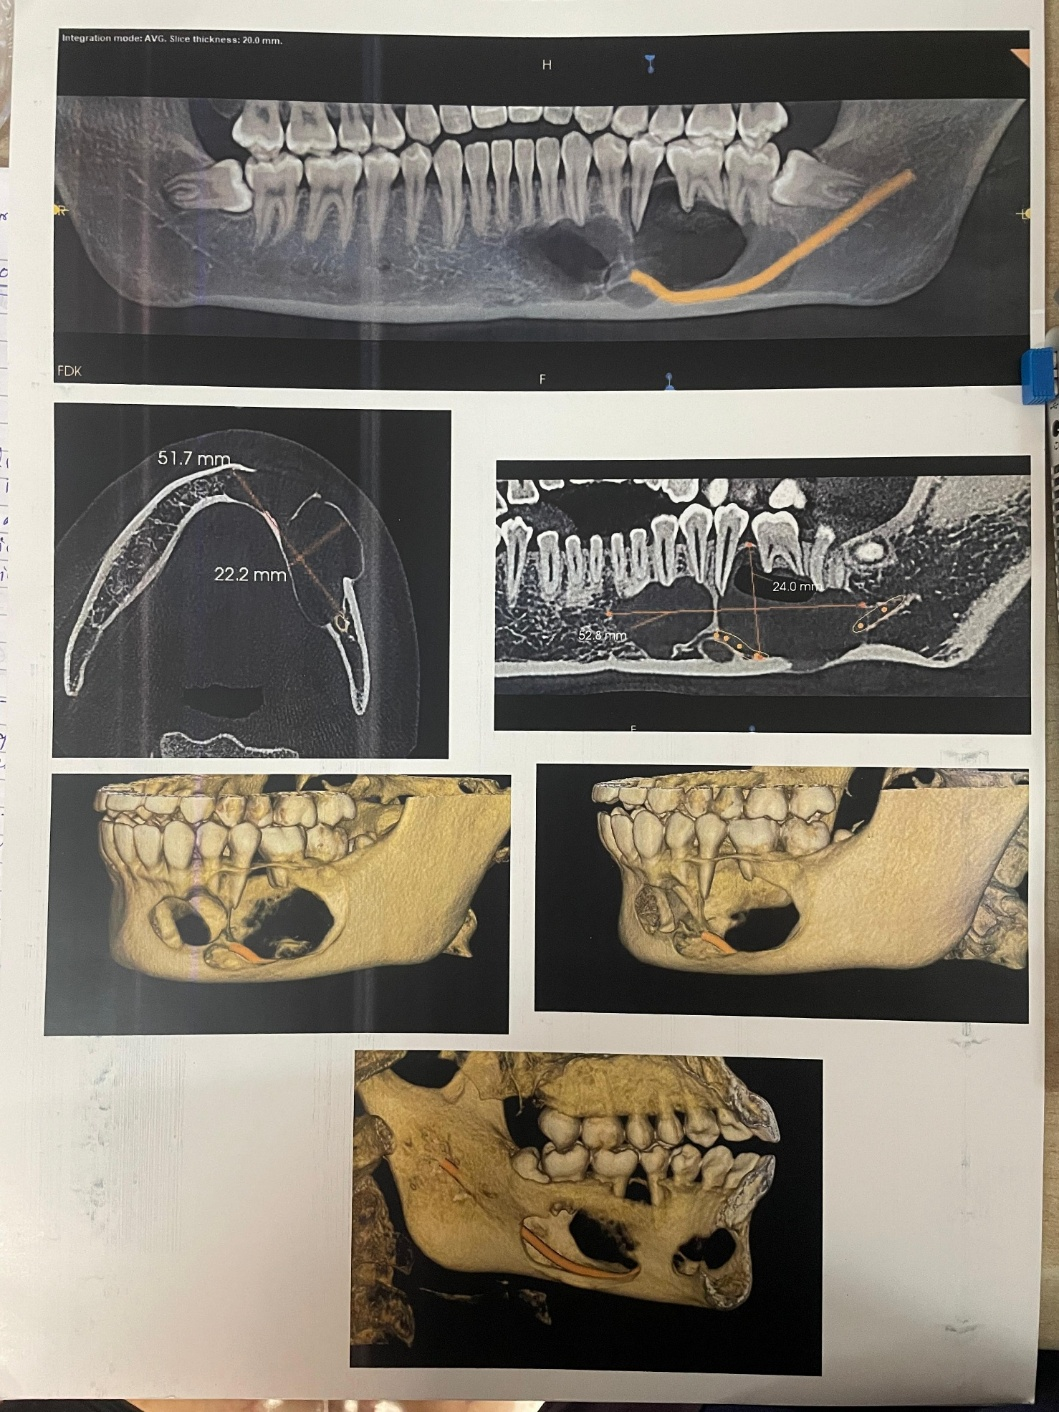 Integration mode: AVG. Slice thickness: 20.0 mm.
H
R
L
FDK
F
51.7 mm
22.2 mm
24.0 mm
52.8 mm
F